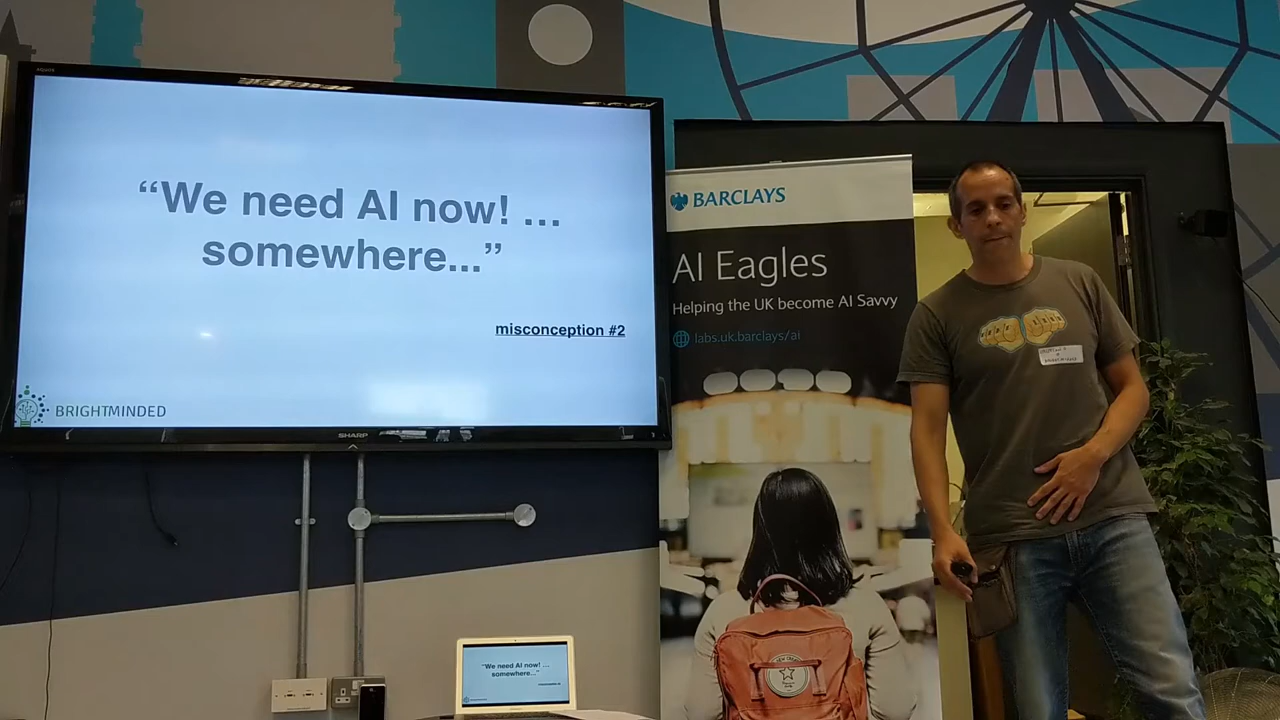 “We need AI now! ...
somewhere...”
misconception #2
BRIGHTMINDED
SHARP
BARCLAYS
AI Eagles
Helping the UK become AI Savvy
labs.uk.barclays/ai
“We need AI now! ...
somewhere...”